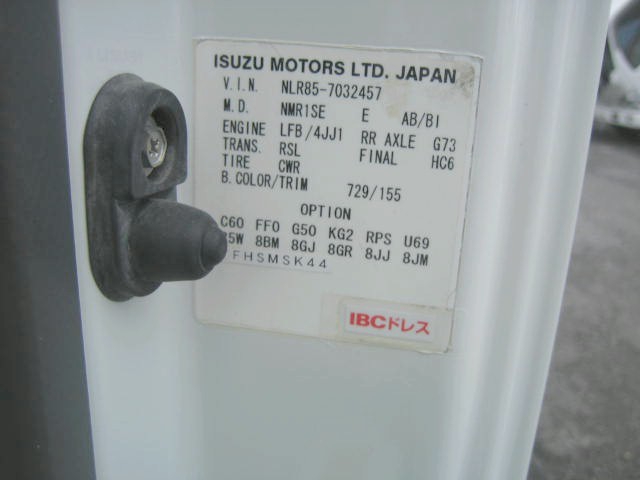 ISUZU MOTORS LTD. JAPAN
V.I.N. NLR85-7032457
M.D. NMR1SE E AB/BI
ENGINE LFB/4JJ1 RR AXLE G73
TRANS. RSL FINAL HC6
TIRE CWR
B.COLOR/TRIM 729/155
OPTION
C60 FF0 G50 KG2 RPS U69
8BM 8GJ 8GR 8JJ 8JM
FHSMSK44
IBCドレス